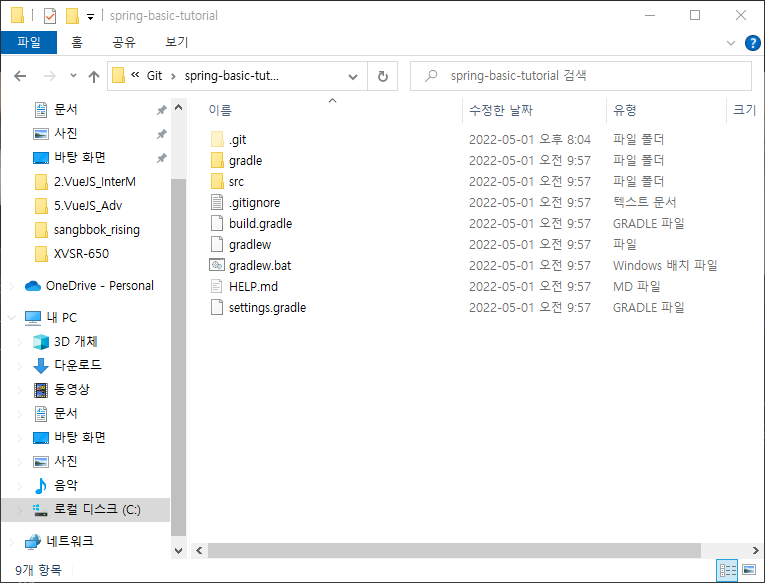 spring-basic-tutorial
파일 홈 공유 보기
« Git › spring-basic-tut... spring-basic-tutorial 검색
문서
사진
바탕 화면
2.VueJS_InterM
5.VueJS_Adv
sangbbok_rising
XVSR-650
OneDrive - Personal
내 PC
3D 개체
다운로드
동영상
문서
바탕 화면
사진
음악
로컬 디스크 (C:)
네트워크
이름 수정한 날짜 유형 크기
.git 2022-05-01 오후 8:04 파일 폴더
gradle 2022-05-01 오전 9:57 파일 폴더
src 2022-05-01 오전 9:57 파일 폴더
.gitignore 2022-05-01 오전 9:57 텍스트 문서
build.gradle 2022-05-01 오전 9:57 GRADLE 파일
gradlew 2022-05-01 오전 9:57 파일
gradlew.bat 2022-05-01 오전 9:57 Windows 배치 파일
HELP.md 2022-05-01 오전 9:57 MD 파일
settings.gradle 2022-05-01 오전 9:57 GRADLE 파일
9개 항목